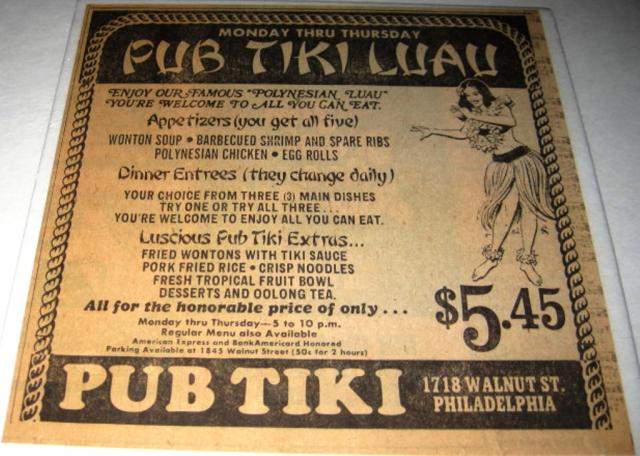 MONDAY THRU THURSDAY
PUB TIKI LUAU
ENJOY OUR FAMOUS "POLYNESIAN LUAU"
YOU'RE WELCOME TO ALL YOU CAN EAT.
Appetizers (you get all five)
WONTON SOUP • BARBECUED SHRIMP AND SPARE RIBS
POLYNESIAN CHICKEN • EGG ROLLS
Dinner Entrees (they change daily)
YOUR CHOICE FROM THREE (3) MAIN DISHES
TRY ONE OR TRY ALL THREE...
YOU'RE WELCOME TO ENJOY ALL YOU CAN EAT.
Luscious Pub Tiki Extras...
FRIED WONTONS WITH TIKI SAUCE
PORK FRIED RICE • CRISP NOODLES
FRESH TROPICAL FRUIT BOWL
DESSERTS AND OOLONG TEA.
All for the honorable price of only...
$5.45
Monday thru Thursday—5 to 10 p.m.
Regular Menu also Available
American Express and BankAmericard Honored
Parking Available at 1845 Walnut Street (50c for 2 hours)
PUB TIKI
1718 WALNUT ST.
PHILADELPHIA